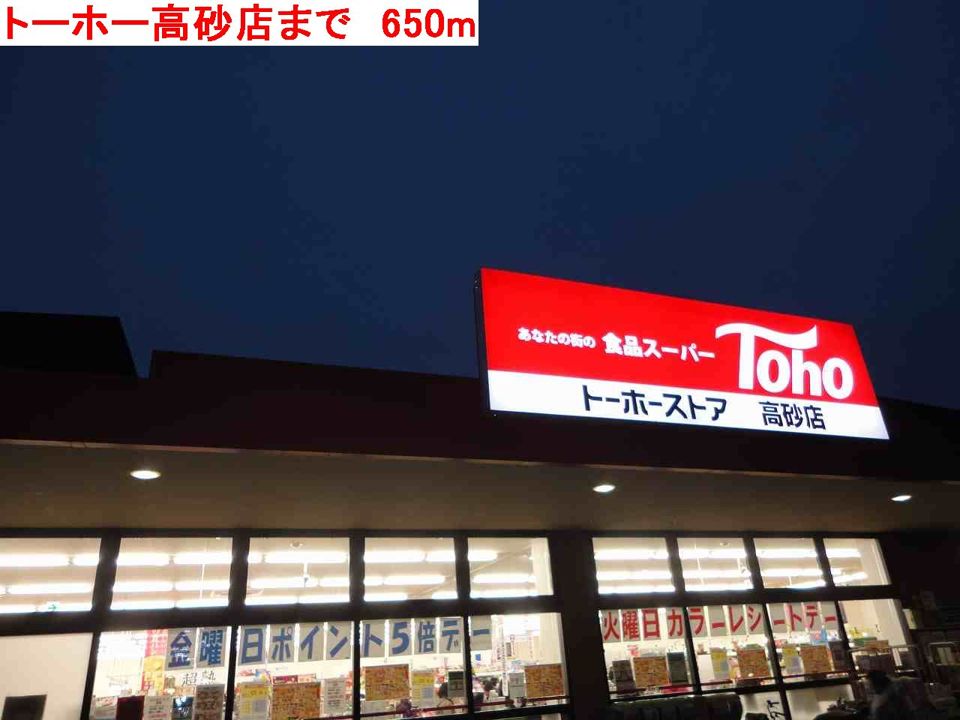 トーホー高砂店まで 650m
あなたの街の 食品スーパー Toho
トーホーストア 高砂店
金曜日ポイント5倍デー
火曜日カラーレシートデー